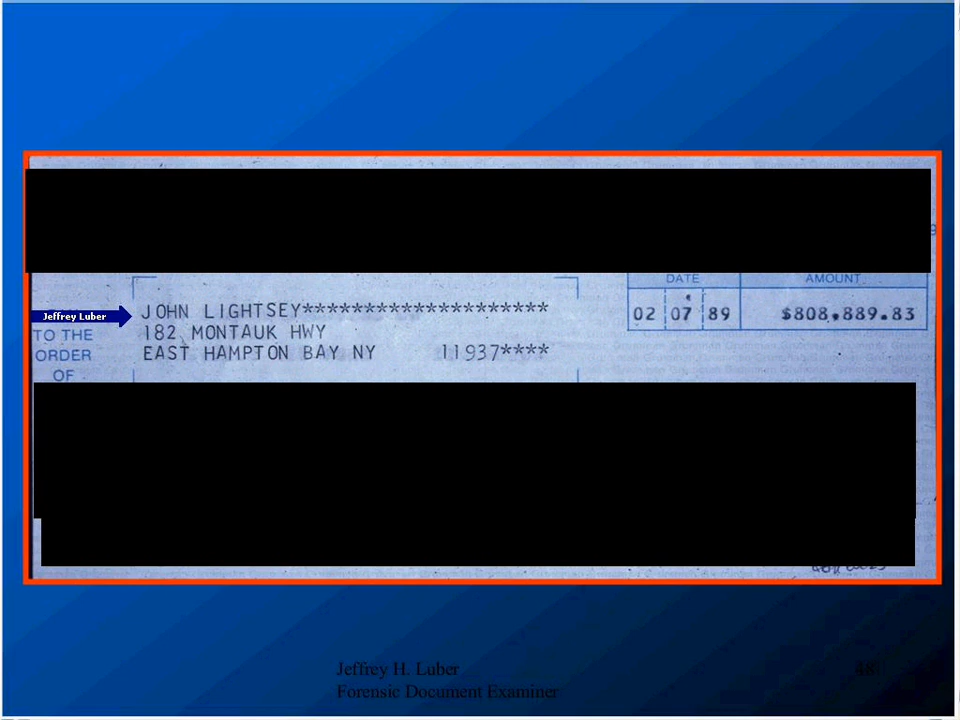 DATE AMOUNT
Jeffrey Luber
TO THE
ORDER
OF
JOHN LIGHTSEY********************
182 MONTAUK HWY
EAST HAMPTON BAY NY 11937****
02 07 89 $808,889.83
Jeffrey H. Luber 48
Forensic Document Examiner